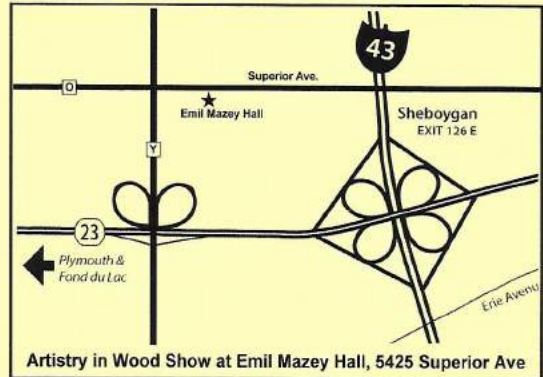 43
Superior Ave.
O
Emil Mazey Hall
Sheboygan
EXIT 126 E
Y
23
Plymouth &
Fond du Lac
Erie Avenu
Artistry in Wood Show at Emil Mazey Hall, 5425 Superior Ave